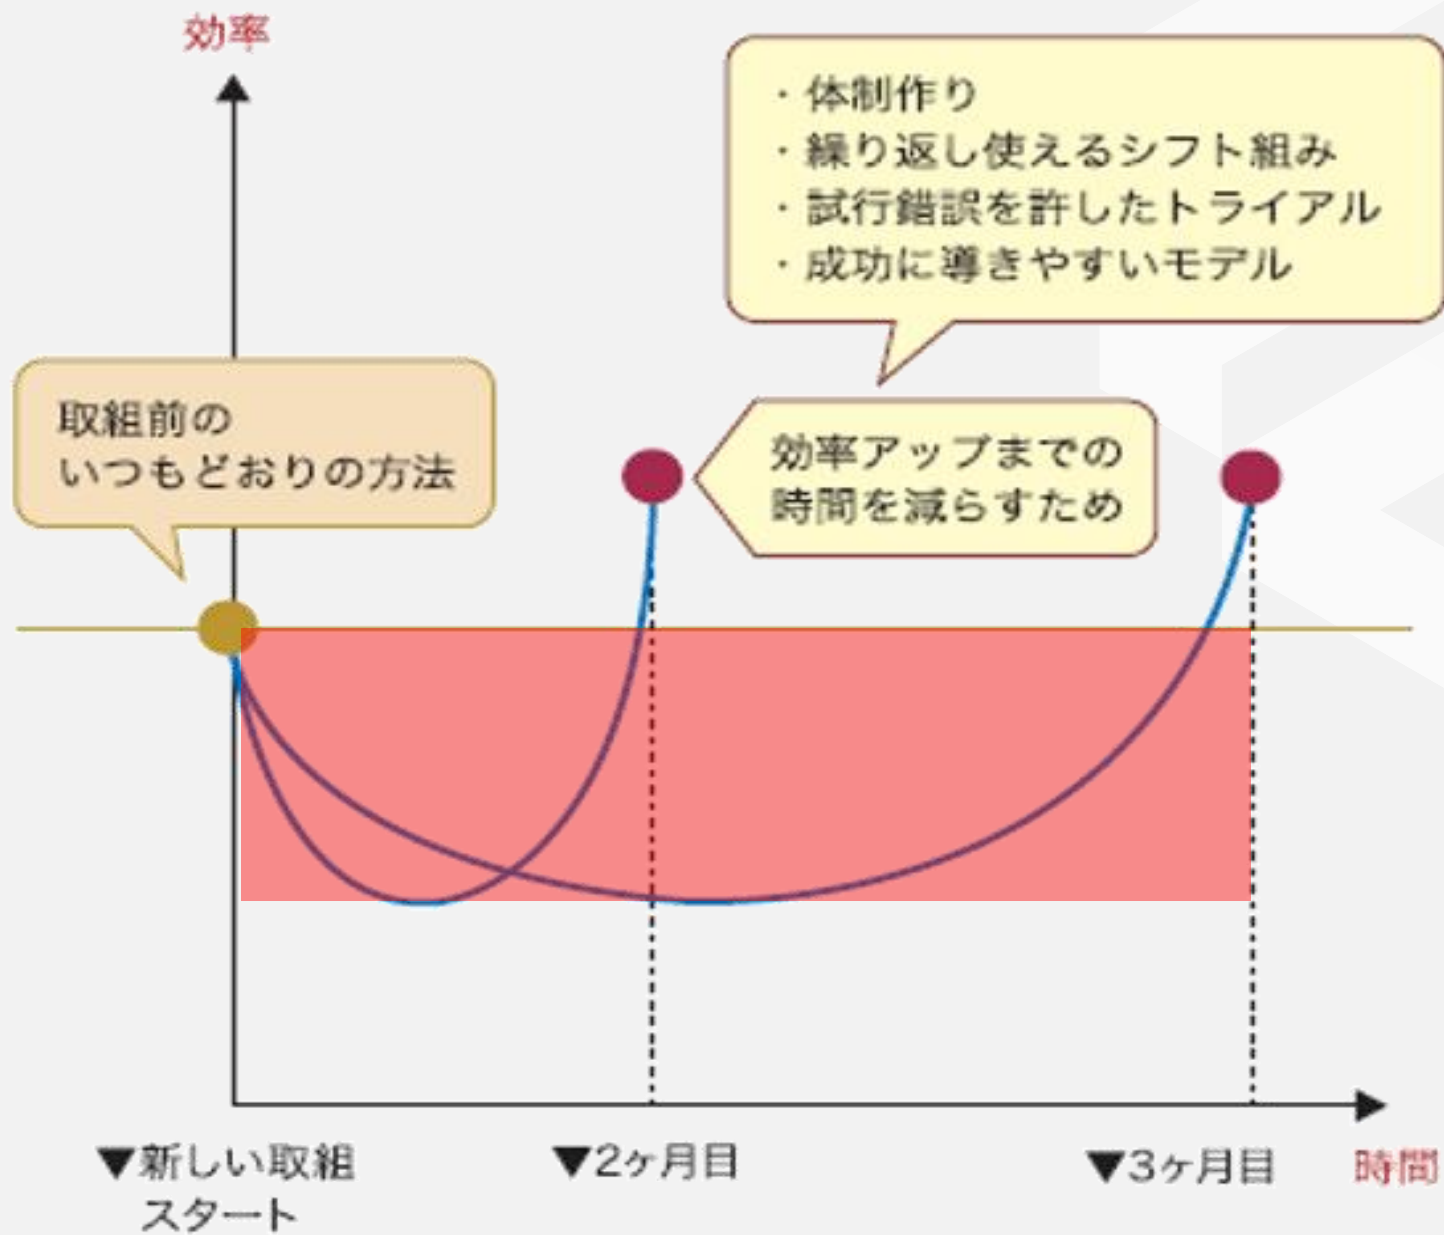 効率
・体制作り
・繰り返し使えるシフト組み
・試行錯誤を許したトライアル
・成功に導きやすいモデル
取組前の
いつもどおりの方法
効率アップまでの
時間を減らすため
▼新しい取組
スタート
▼2ヶ月目
▼3ヶ月目
時間